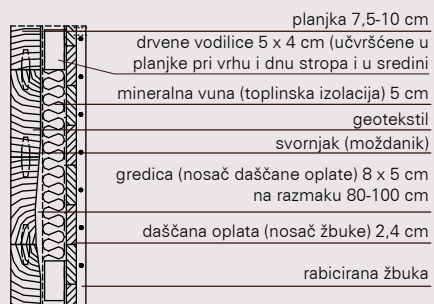 planjka 7,5-10 cm
drvene vodilice 5 x 4 cm (učvršćene u
planjke pri vrhu i dnu stropa i u sredini
mineralna vuna (toplinska izolacija) 5 cm
geotekstil
svornjak (moždanik)
gredica (nosač daščane oplate) 8 x 5 cm
na razmaku 80-100 cm
daščana oplata (nosač žbuke) 2,4 cm
rabicirana žbuka